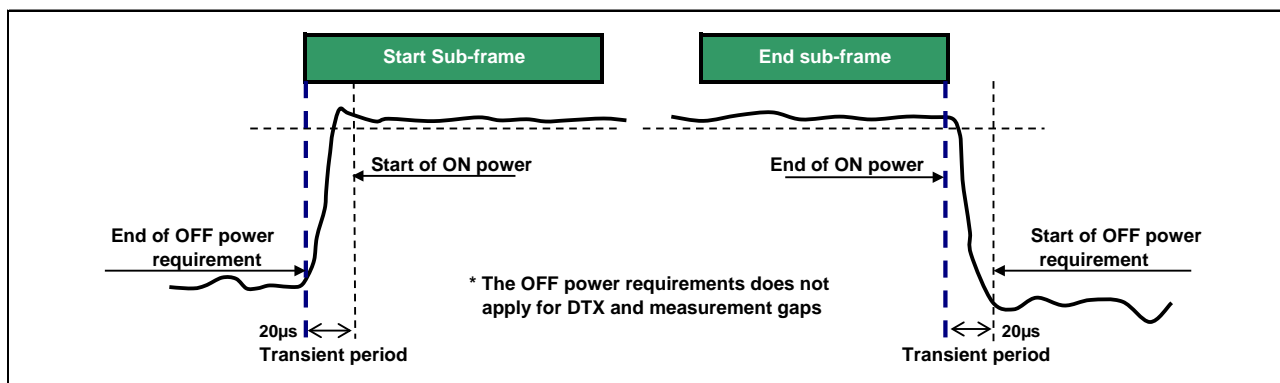 Start Sub-frame
End sub-frame
Start of ON power
End of ON power
End of OFF power
requirement
Start of OFF power
requirement
* The OFF power requirements does not
apply for DTX and measurement gaps
20µs
Transient period
20µs
Transient period